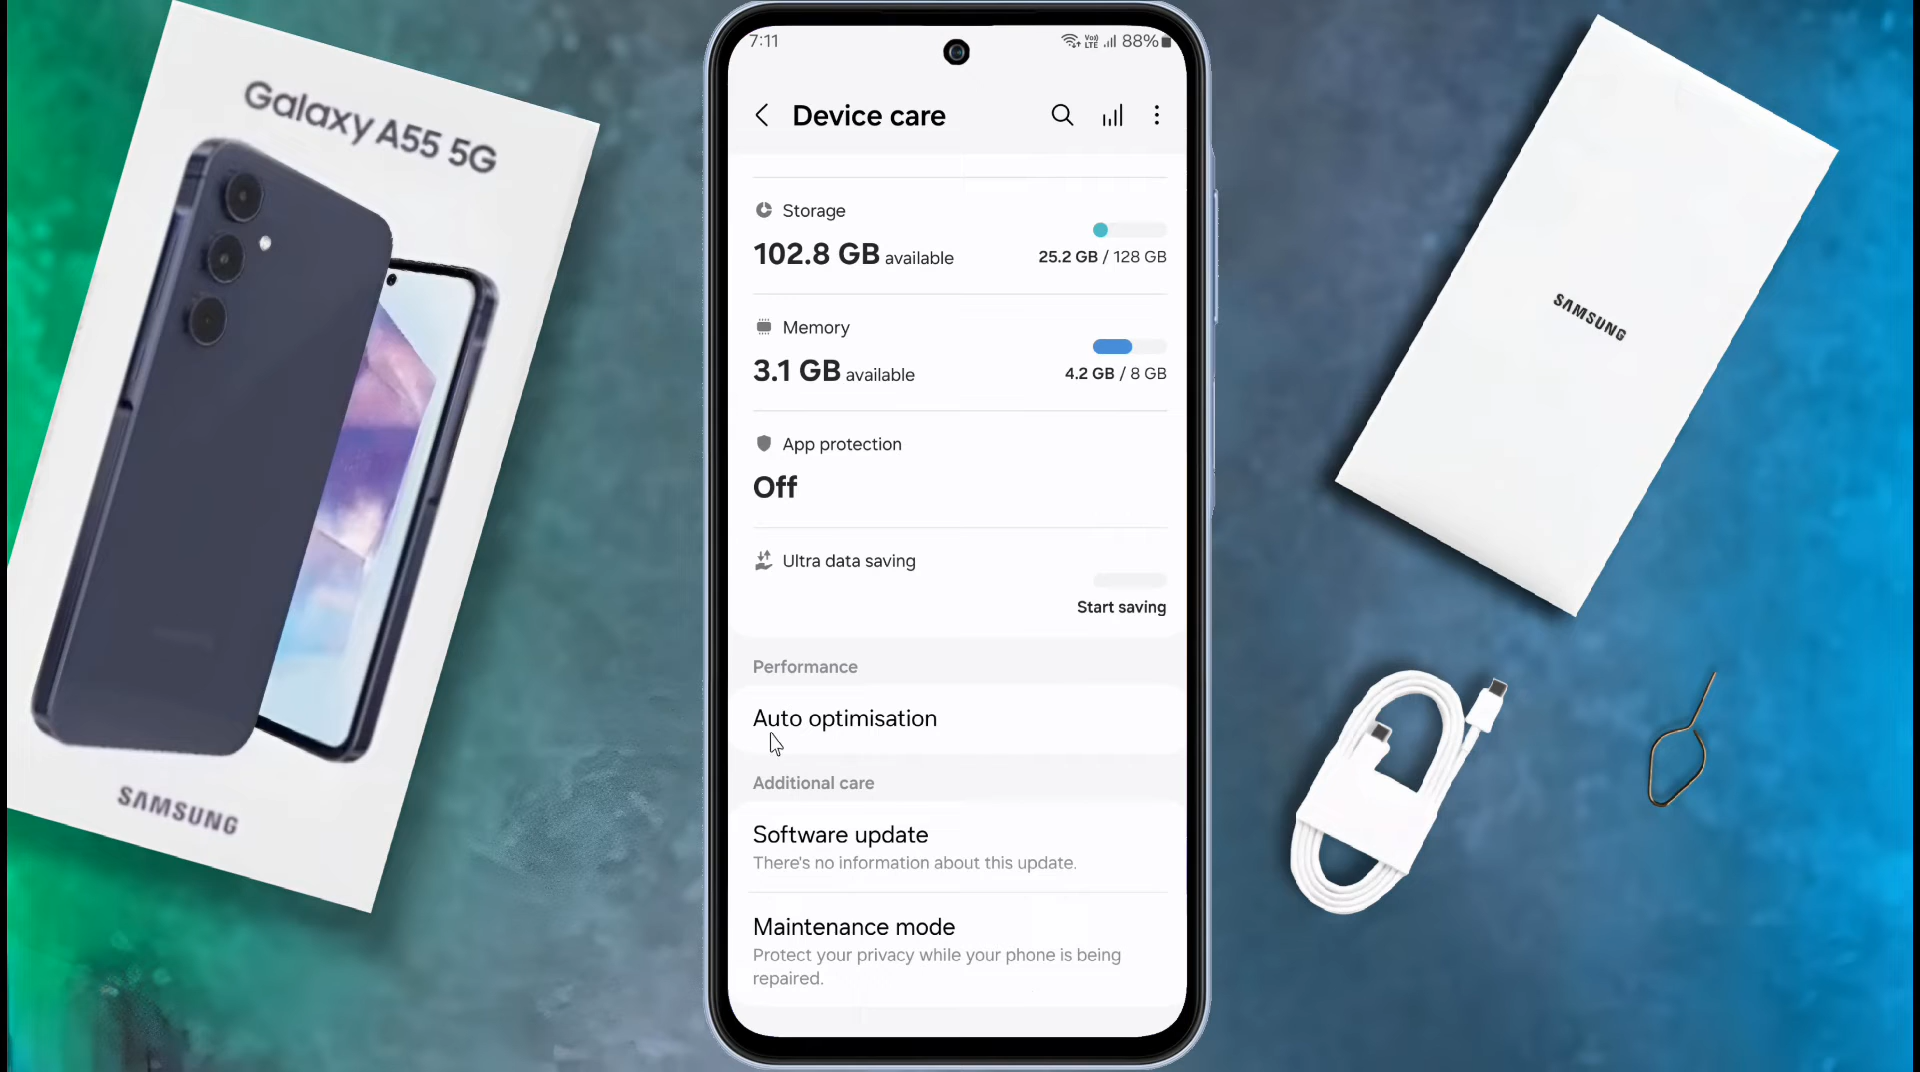 Galaxy A55 5G
SAMSUNG
7:11
Vo)) LTE 88%
Device care
Storage
102.8 GB available
25.2 GB / 128 GB
Memory
3.1 GB available
4.2 GB / 8 GB
App protection
Off
Ultra data saving
Start saving
Performance
Auto optimisation
Additional care
Software update
There's no information about this update.
Maintenance mode
Protect your privacy while your phone is being
repaired.
SAMSUNG